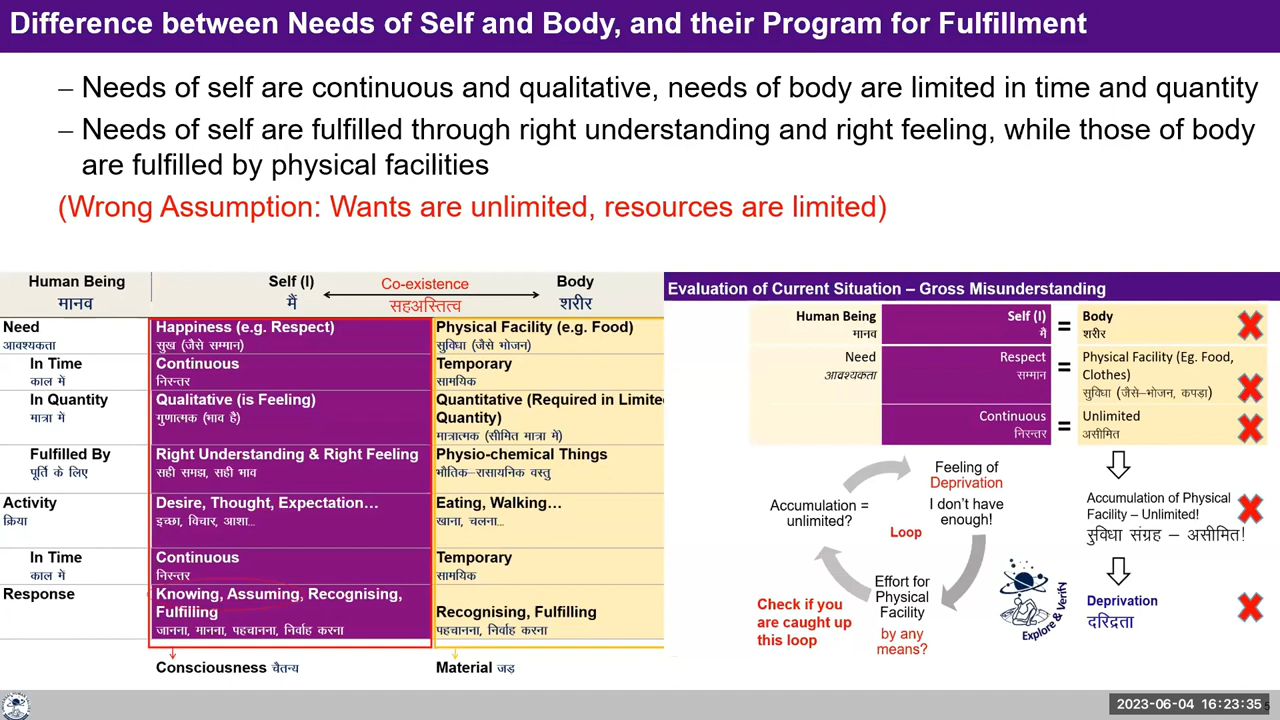 Difference between Needs of Self and Body, and their Program for Fulfillment
– Needs of self are continuous and qualitative, needs of body are limited in time and quantity
– Needs of self are fulfilled through right understanding and right feeling, while those of body
are fulfilled by physical facilities
(Wrong Assumption: Wants are unlimited, resources are limited)
Human Being
मानव
Self (I)
मैं
Co-existence
सहअस्तित्व
Body
शरीर
Need
आवश्यकता
Happiness (e.g. Respect)
सुख (जैसे सम्मान)
Physical Facility (e.g. Food)
सुविधा (जैसे भोजन)
In Time
काल में
Continuous
निरन्तर
Temporary
सामयिक
In Quantity
मात्रा में
Qualitative (is Feeling)
गुणात्मक (भाव है)
Quantitative (Required in Limite
Quantity)
मात्रात्मक (सीमित मात्रा में)
Fulfilled By
पूर्ति के लिए
Right Understanding & Right Feeling
सही समझ, सही भाव
Physio-chemical Things
भौतिक–रासायनिक वस्तु
Activity
क्रिया
Desire, Thought, Expectation…
इच्छा, विचार, आशा…
Eating, Walking…
खाना, चलना…
In Time
काल में
Continuous
निरन्तर
Temporary
सामयिक
Response
Knowing, Assuming, Recognising,
Fulfilling
जानना, मानना, पहचानना, निर्वाह करना
Recognising, Fulfilling
पहचानना, निर्वाह करना
Consciousness चैतन्य
Material जड़
Evaluation of Current Situation – Gross Misunderstanding
Human Being
मानव
Self (I)
मैं
=
Body
शरीर
Need
आवश्यकता
Respect
सम्मान
=
Physical Facility (Eg. Food,
Clothes)
सुविधा (जैसे–भोजन, कपड़ा)
Continuous
निरन्तर
=
Unlimited
असीमित
Feeling of
Deprivation
I don’t have
enough!
Accumulation =
unlimited?
Loop
Effort for
Physical
Facility
by any
means?
Check if you
are caught up
this loop
Explore & Verify
Accumulation of Physical
Facility – Unlimited!
सुविधा संग्रह – असीमित!
Deprivation
दरिद्रता
2023-06-04 16:23:35
5